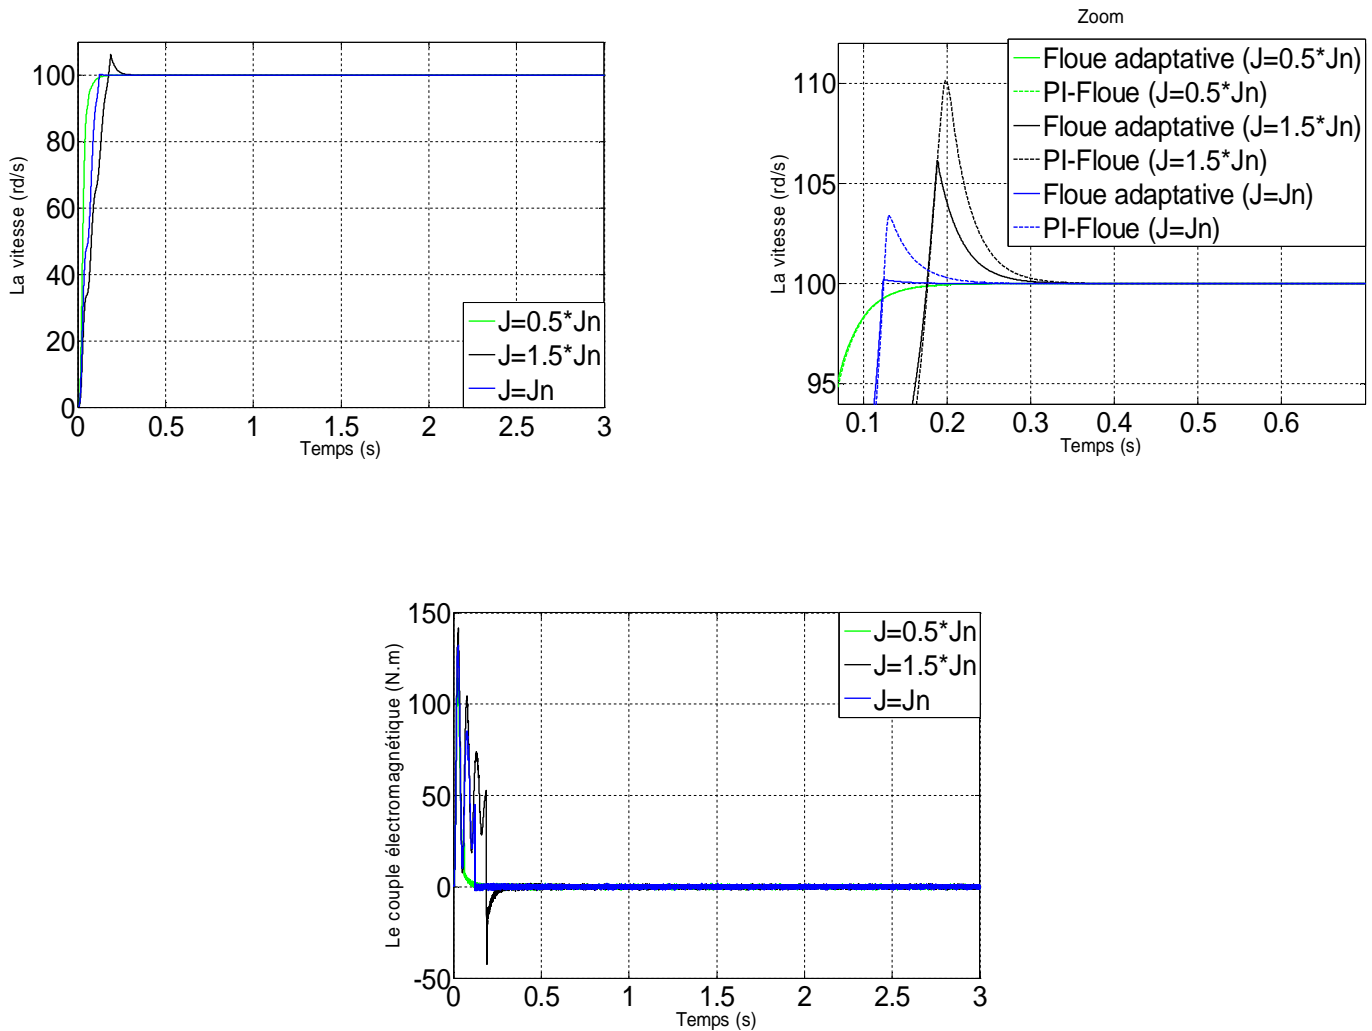 100
80
60
40
20
0
0
0.5
1
1.5
2
2.5
3
La vitesse (rd/s)
Temps (s)
J=0.5*Jn
J=1.5*Jn
J=Jn
Zoom
110
105
100
95
0.1
0.2
0.3
0.4
0.5
0.6
La vitesse (rd/s)
Temps (s)
Floue adaptative (J=0.5*Jn)
PI-Floue (J=0.5*Jn)
Floue adaptative (J=1.5*Jn)
PI-Floue (J=1.5*Jn)
Floue adaptative (J=Jn)
PI-Floue (J=Jn)
150
100
50
0
-50
0
0.5
1
1.5
2
2.5
3
Le couple électromagnétique (N.m)
Temps (s)
J=0.5*Jn
J=1.5*Jn
J=Jn